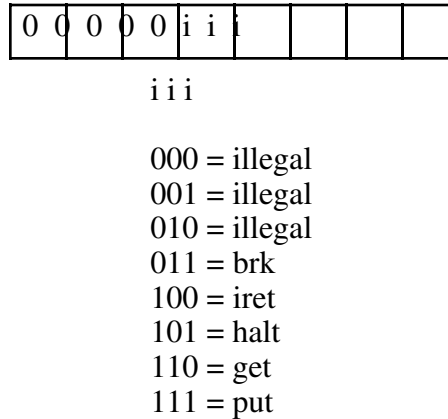 0 0 0 0 0 i i i
i i i
000 = illegal
001 = illegal
010 = illegal
011 = brk
100 = iret
101 = halt
110 = get
111 = put